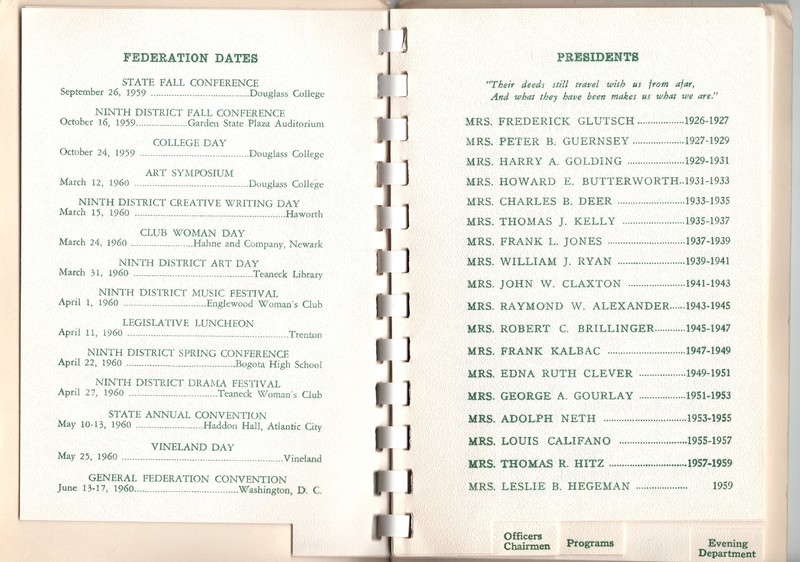 FEDERATION DATES
STATE FALL CONFERENCE
September 26, 1959 ..........................Douglass College
NINTH DISTRICT FALL CONFERENCE
October 16, 1959.............Garden State Plaza Auditorium
COLLEGE DAY
October 24, 1959 .............................Douglass College
ART SYMPOSIUM
March 12, 1960 ..............................Douglass College
NINTH DISTRICT CREATIVE WRITING DAY
March 15, 1960 ......................................Haworth
CLUB WOMAN DAY
March 24, 1960 ................Hahne and Company, Newark
NINTH DISTRICT ART DAY
March 31, 1960 ..............................Teaneck Library
NINTH DISTRICT MUSIC FESTIVAL
April 1, 1960 ......................Englewood Woman's Club
LEGISLATIVE LUNCHEON
April 11, 1960 .........................................Trenton
NINTH DISTRICT SPRING CONFERENCE
April 22, 1960 ............................Bogota High School
NINTH DISTRICT DRAMA FESTIVAL
April 27, 1960 ........................Teaneck Woman's Club
STATE ANNUAL CONVENTION
May 10-13, 1960 ..................Haddon Hall, Atlantic City
VINELAND DAY
May 25, 1960 ........................................Vineland
GENERAL FEDERATION CONVENTION
June 13-17, 1960..........................Washington, D. C.
PRESIDENTS
"Their deeds still travel with us from afar,
And what they have been makes us what we are."
MRS. FREDERICK GLUTSCH ...............1926-1927
MRS. PETER B. GUERNSEY .................1927-1929
MRS. HARRY A. GOLDING ...................1929-1931
MRS. HOWARD E. BUTTERWORTH..1931-1933
MRS. CHARLES B. DEER ......................1933-1935
MRS. THOMAS J. KELLY .....................1935-1937
MRS. FRANK L. JONES .........................1937-1939
MRS. WILLIAM J. RYAN .......................1939-1941
MRS. JOHN W. CLAXTON ....................1941-1943
MRS. RAYMOND W. ALEXANDER.....1943-1945
MRS. ROBERT C. BRILLINGER..........1945-1947
MRS. FRANK KALBAC .........................1947-1949
MRS. EDNA RUTH CLEVER ................1949-1951
MRS. GEORGE A. GOURLAY ................1951-1953
MRS. ADOLPH NETH ...........................1953-1955
MRS. LOUIS CALIFANO .......................1955-1957
MRS. THOMAS R. HITZ .........................1957-1959
MRS. LESLIE B. HEGEMAN ................. 1959
Officers
Chairmen
Programs
Evening
Department